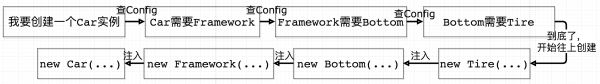 查Config
查Config
查Config
我要创建一个Car实例
Car需要Framework
Framework需要Bottom
Bottom需要Tire
到底了，
开始往上创建
注入
注入
注入
new Car(...)
new Framework(...)
new Bottom(...)
new Tire(...)